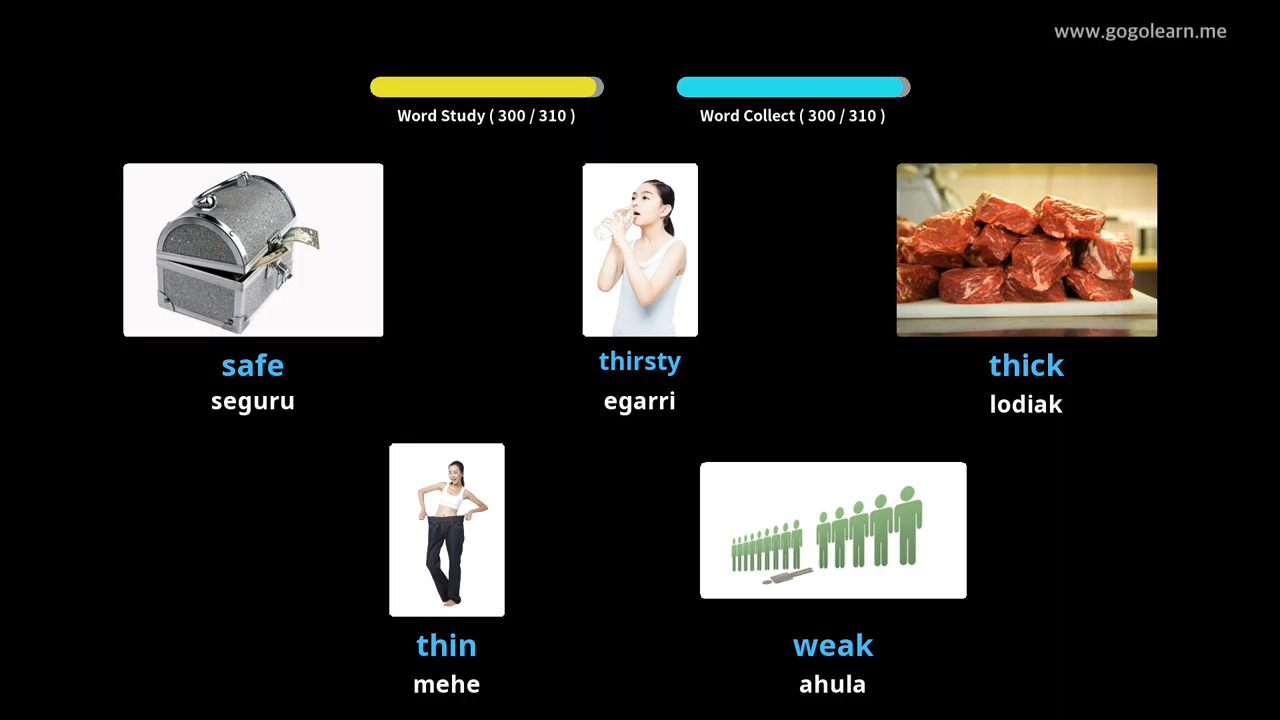 www.gogolearn.me
Word Study ( 300 / 310 )
Word Collect ( 300 / 310 )
safe
seguru
thirsty
egarri
thick
lodiak
thin
mehe
weak
ahula